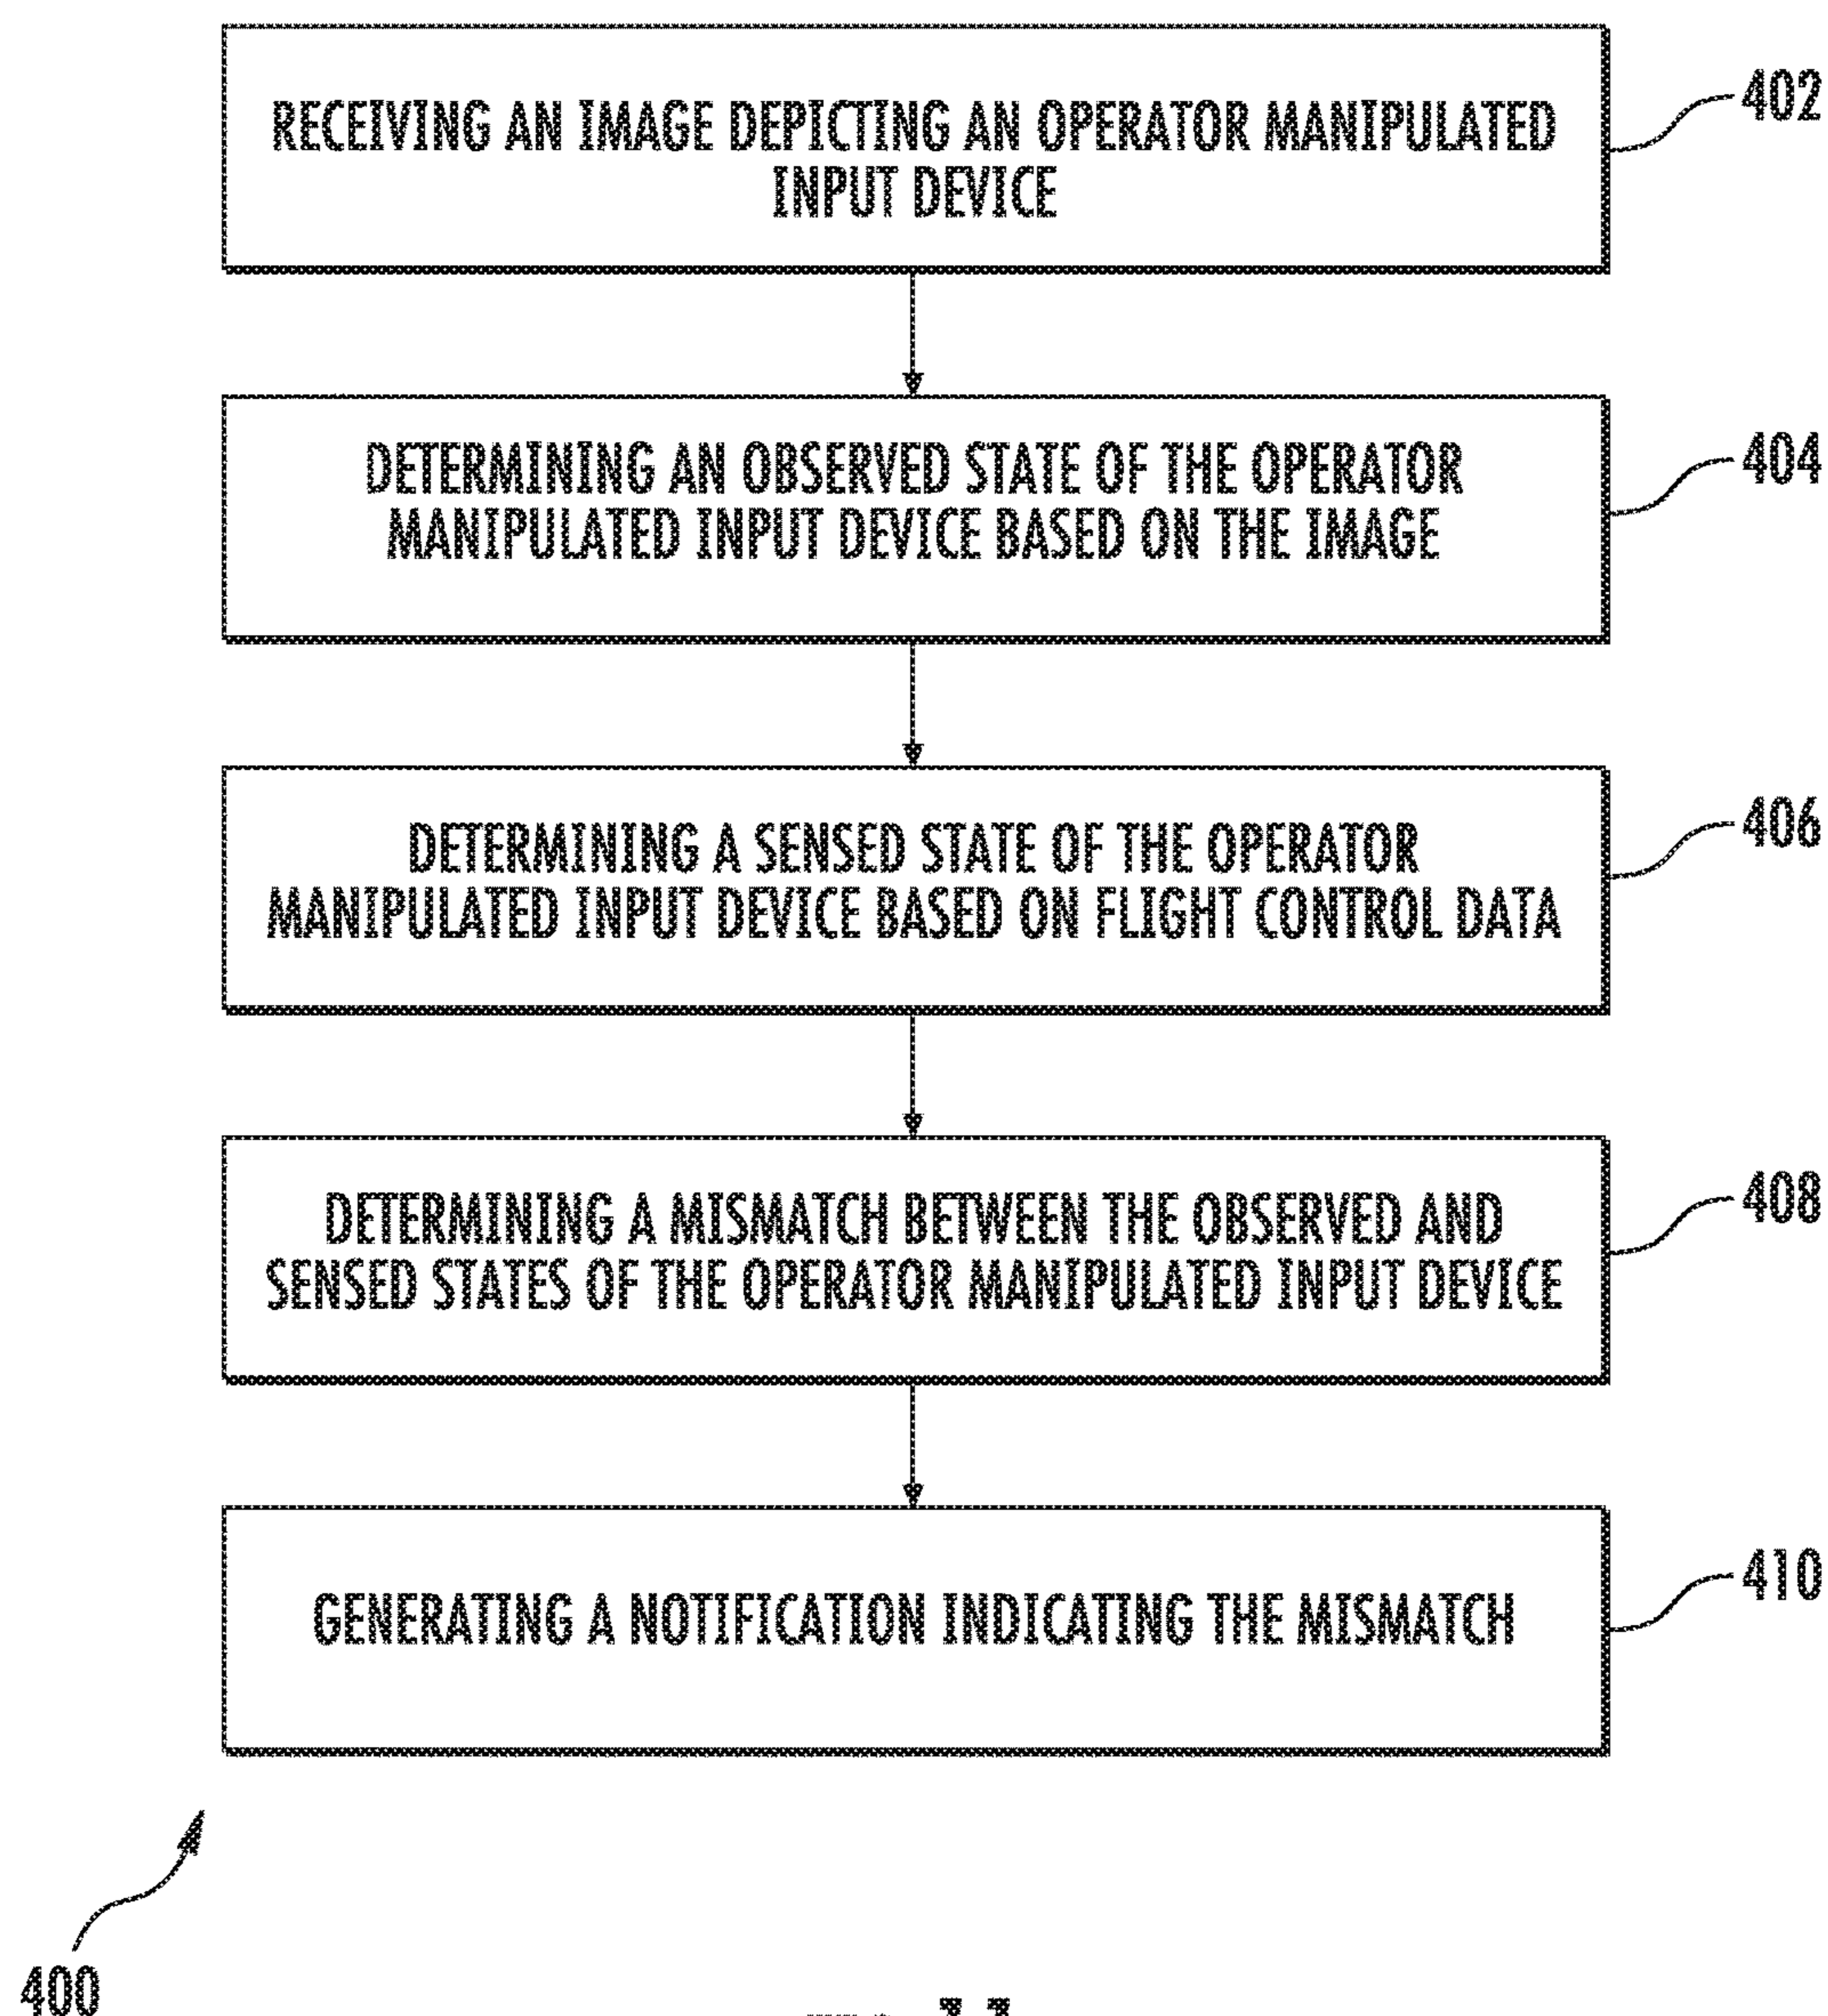 RECEIVING AN IMAGE DEPICTING AN OPERATOR MANIPULATED
INPUT DEVICE
402
DETERMINING AN OBSERVED STATE OF THE OPERATOR
MANIPULATED INPUT DEVICE BASED ON THE IMAGE
404
DETERMINING A SENSED STATE OF THE OPERATOR
MANIPULATED INPUT DEVICE BASED ON FLIGHT CONTROL DATA
406
DETERMINING A MISMATCH BETWEEN THE OBSERVED AND
SENSED STATES OF THE OPERATOR MANIPULATED INPUT DEVICE
408
GENERATING A NOTIFICATION INDICATING THE MISMATCH
410
400